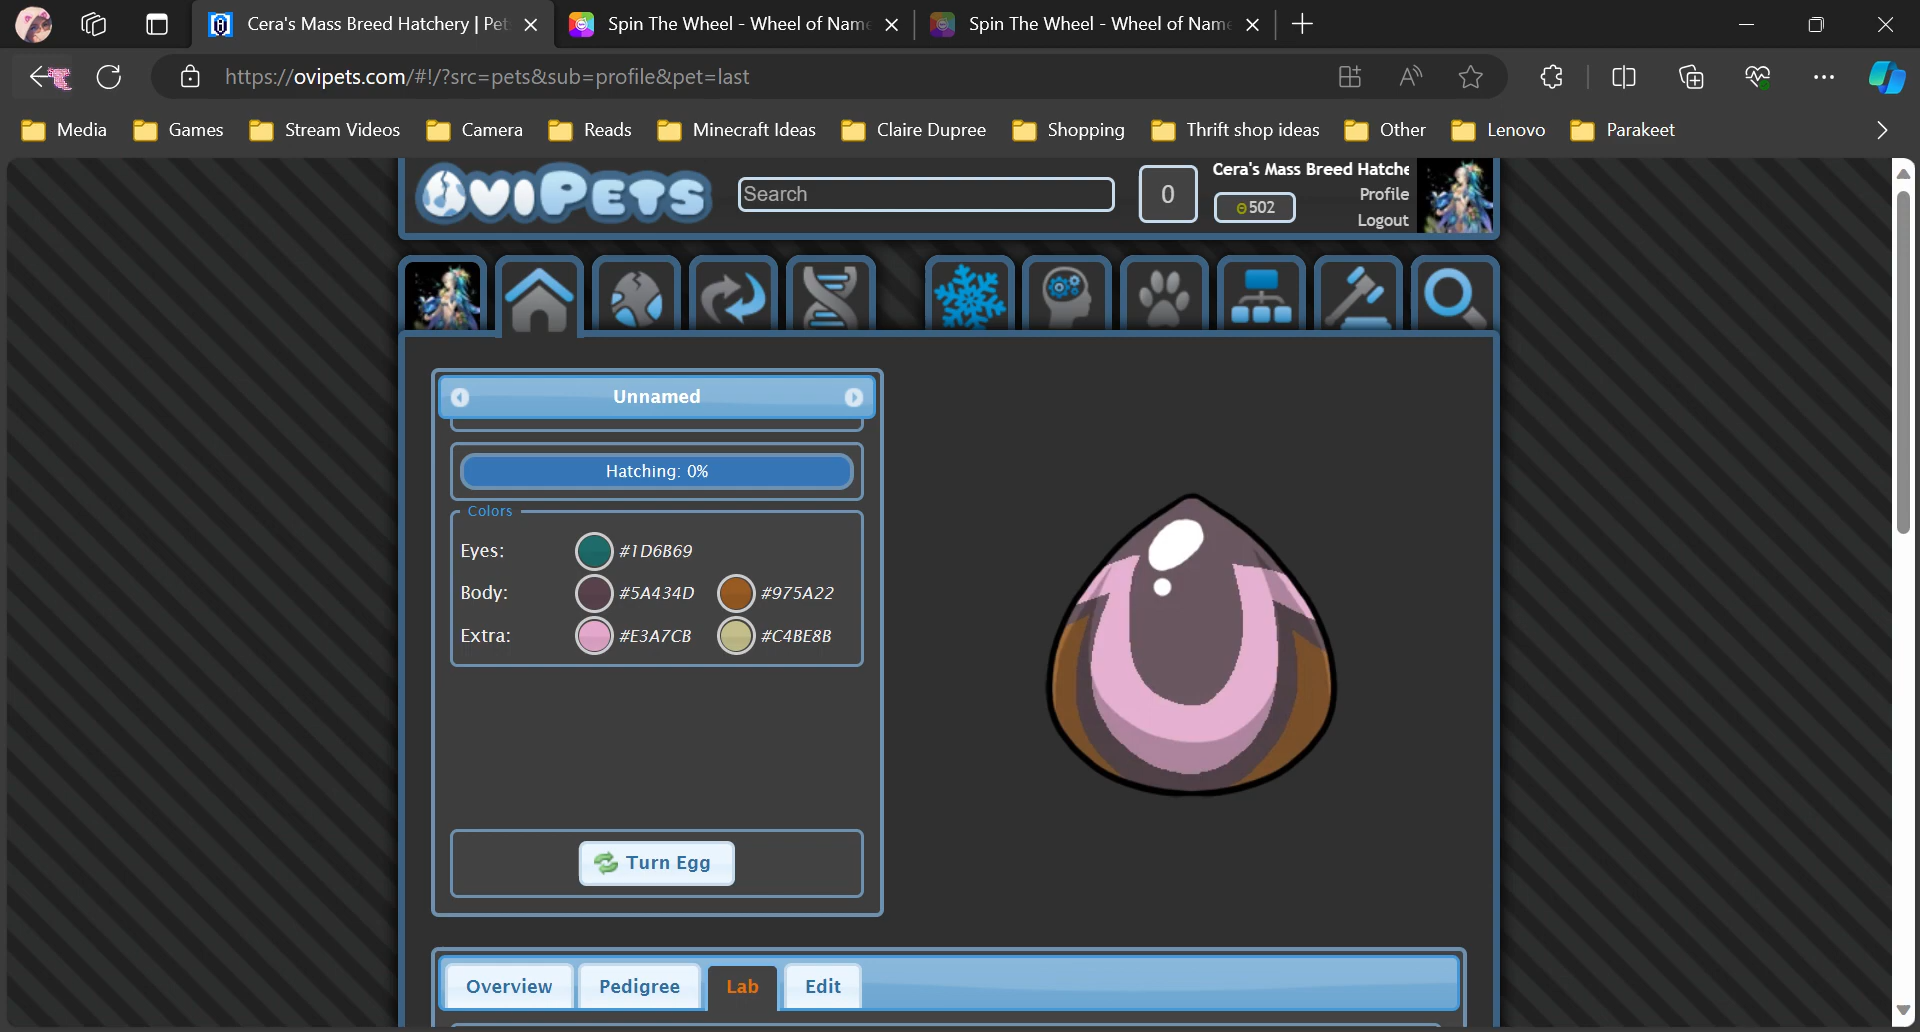 Cera's Mass Breed Hatchery | Pet
Spin The Wheel - Wheel of Name
Spin The Wheel - Wheel of Name
https://ovipets.com/#!/?src=pets&sub=profile&pet=last
Media
Games
Stream Videos
Camera
Reads
Minecraft Ideas
Claire Dupree
Shopping
Thrift shop ideas
Other
Lenovo
Parakeet
OviPets
Search
0
Cera's Mass Breed Hatche
502
Profile
Logout
Unnamed
Hatching: 0%
Colors
Eyes: #1D6B69
Body: #5A434D #975A22
Extra: #E3A7CB #C4BE8B
Turn Egg
Overview Pedigree Lab Edit